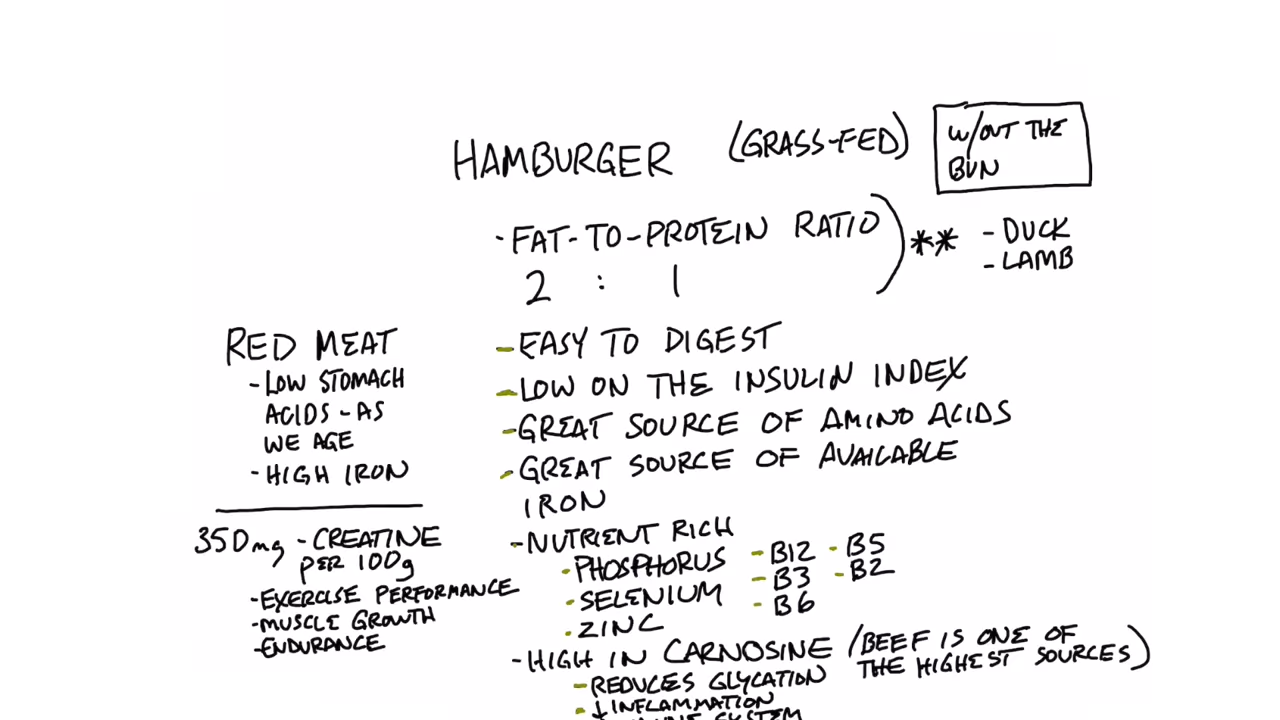 HAMBURGER (GRASS-FED)
W/OUT THE
BUN
· FAT-TO-PROTEIN RATIO
2 : 1
** - DUCK
- LAMB
RED MEAT
- LOW STOMACH
ACIDS - AS
WE AGE
- HIGH IRON
350mg - CREATINE
PER 100g
- EXERCISE PERFORMANCE
- MUSCLE GROWTH
- ENDURANCE
- EASY TO DIGEST
- LOW ON THE INSULIN INDEX
- GREAT SOURCE OF AMINO ACIDS
- GREAT SOURCE OF AVAILABLE
IRON
- NUTRIENT RICH
- PHOSPHORUS
- SELENIUM
- ZINC
- B12 - B5
- B3 - B2
- B6
- HIGH IN CARNOSINE (BEEF IS ONE OF
THE HIGHEST SOURCES)
- REDUCES GLYCATION
- ↓ INFLAMMATION
SYSTEM